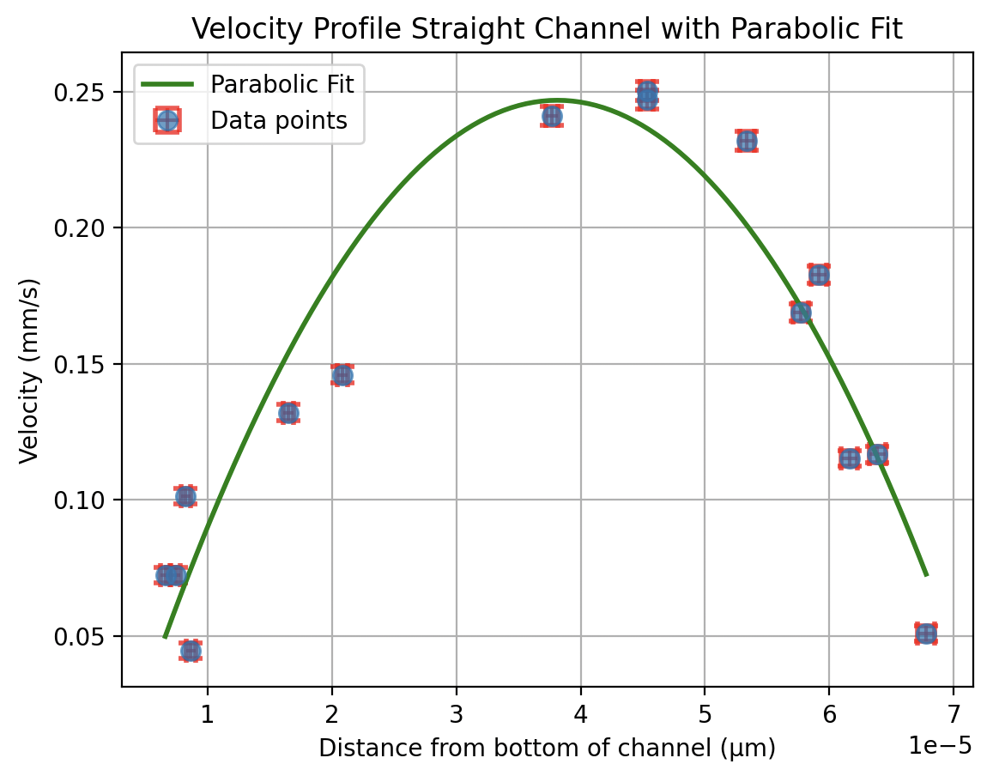 Velocity Profile Straight Channel with Parabolic Fit
Parabolic Fit
Data points
0.25
0.20
0.15
0.10
0.05
Velocity (mm/s)
1 2 3 4 5 6 7
1e−5
Distance from bottom of channel (μm)